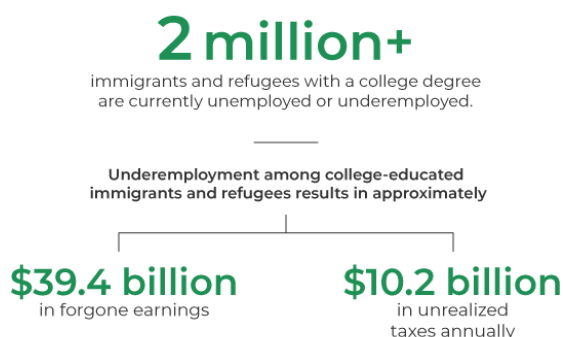 2 million+
immigrants and refugees with a college degree
are currently unemployed or underemployed.
Underemployment among college-educated
immigrants and refugees results in approximately
$39.4 billion
in forgone earnings
$10.2 billion
in unrealized
taxes annually